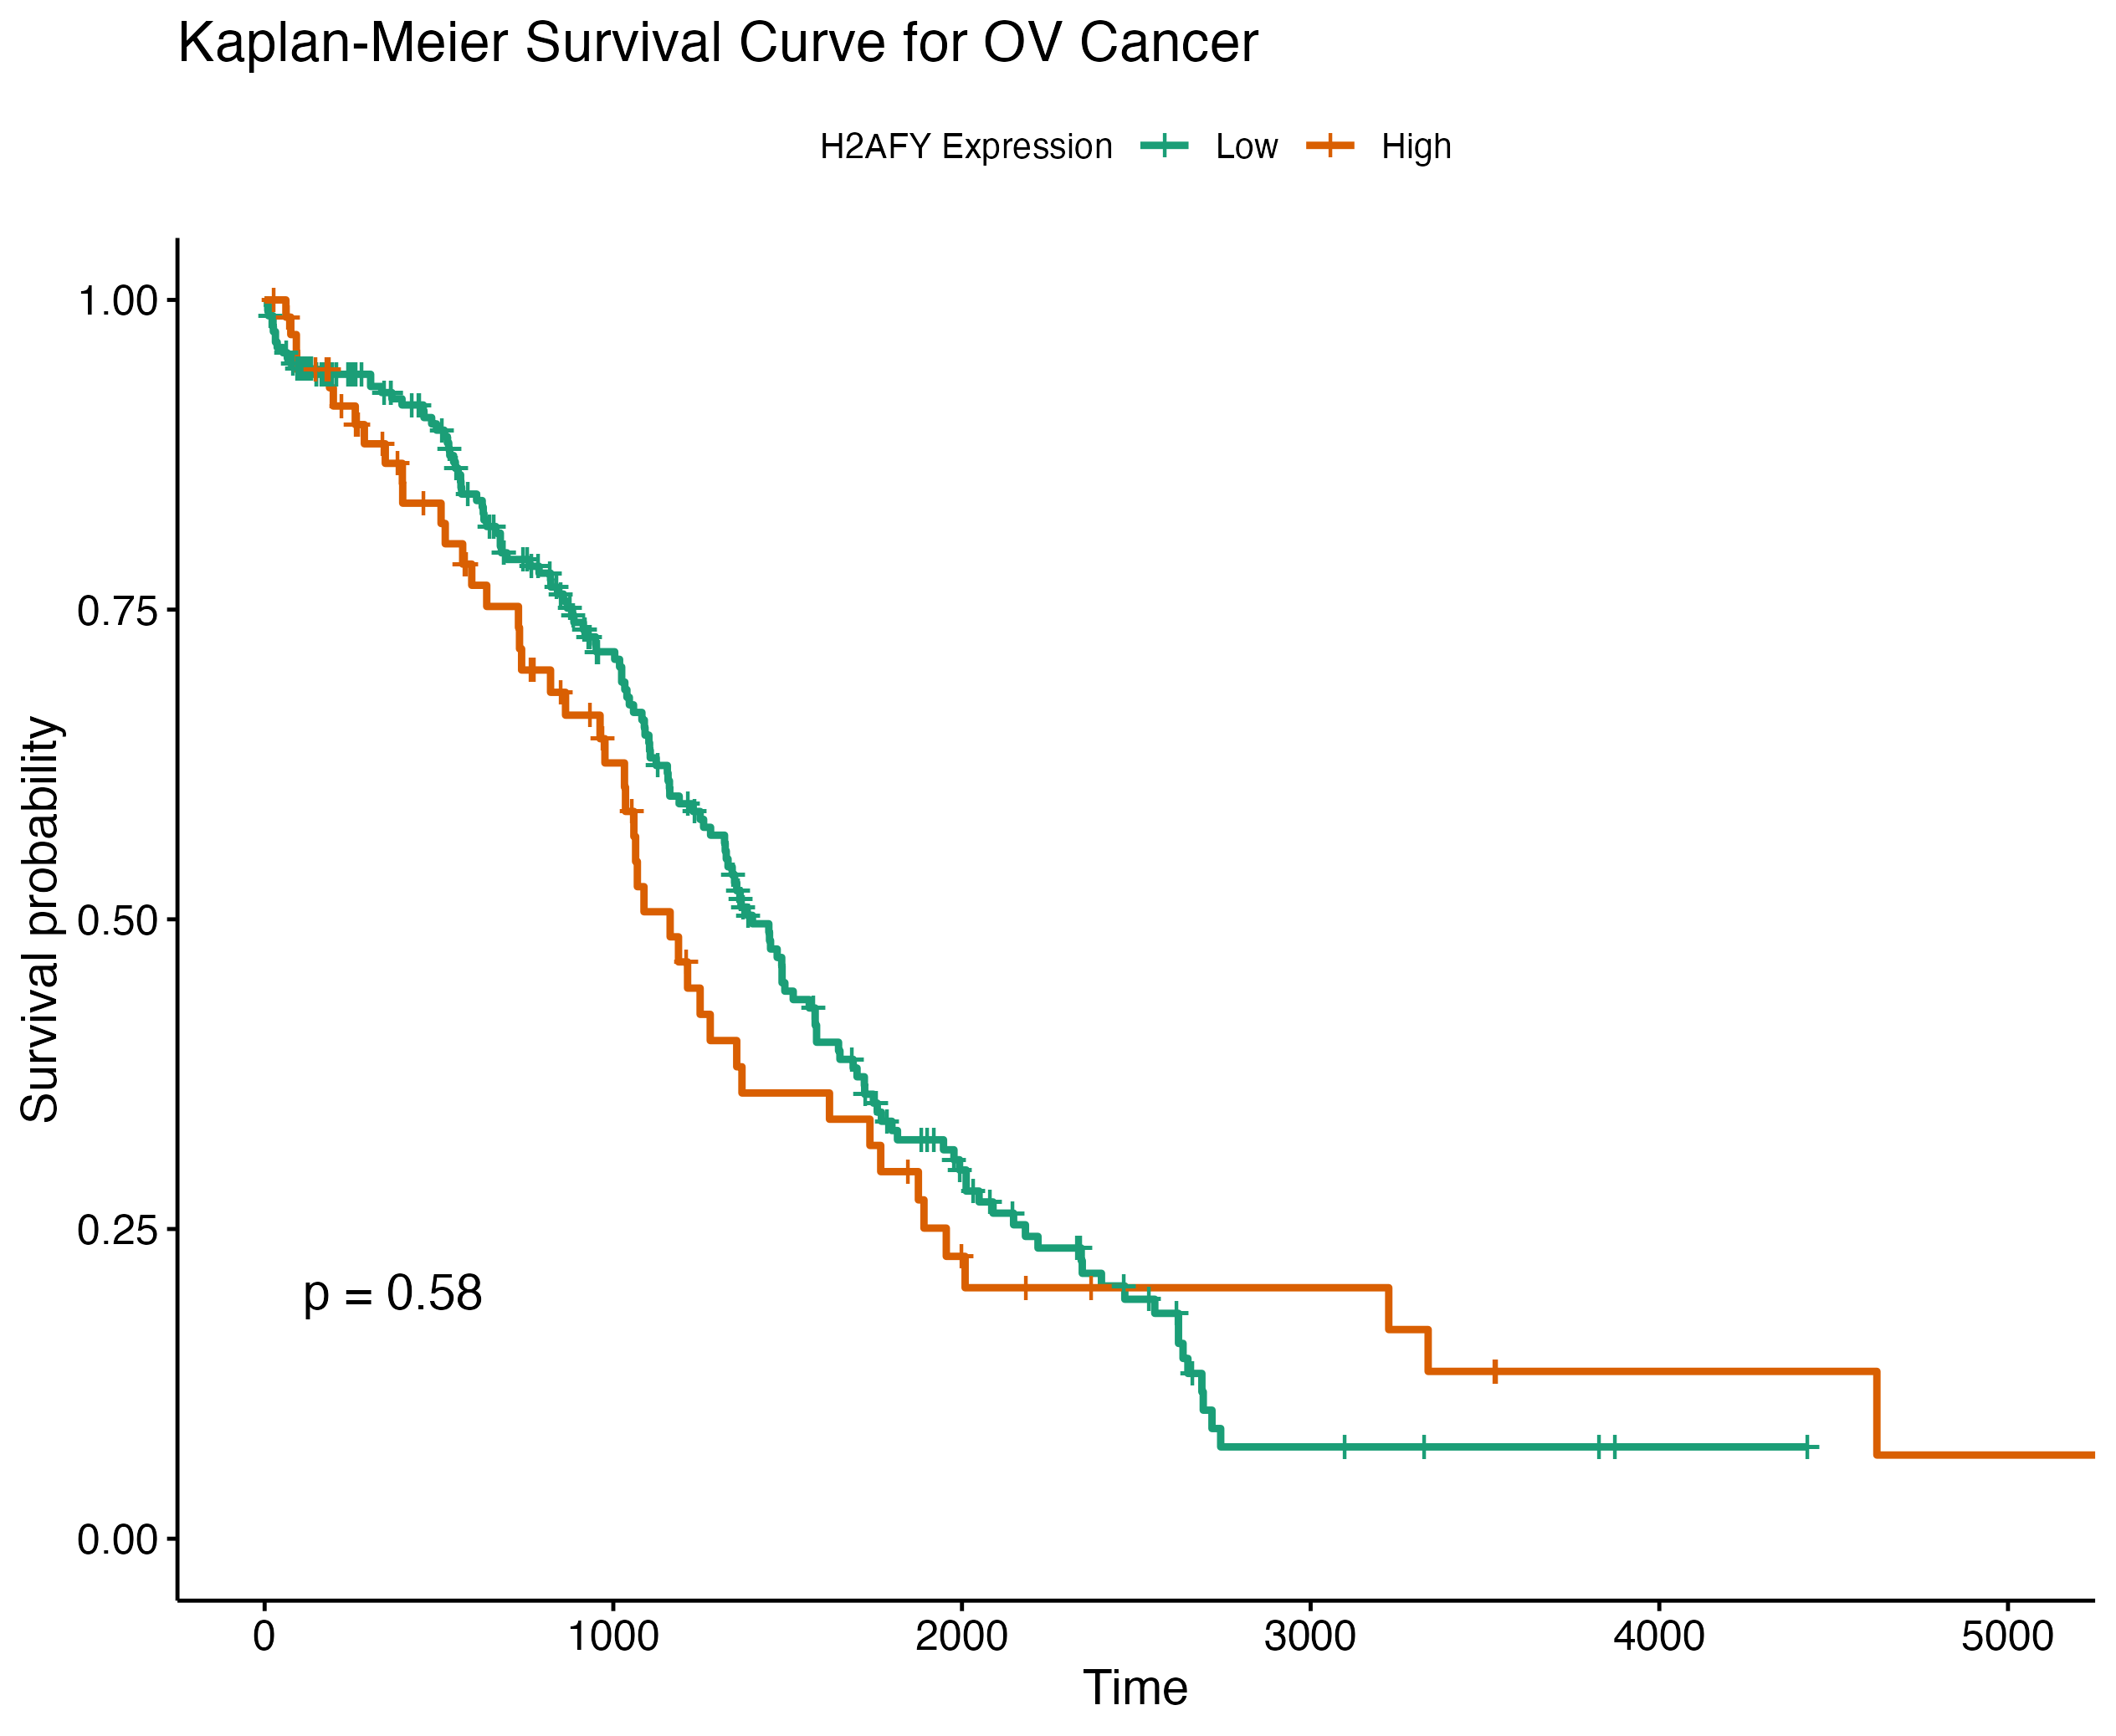 Kaplan-Meier Survival Curve for OV Cancer
H2AFY Expression Low High
Survival probability
1.00
0.75
0.50
0.25
0.00
p = 0.58
0 1000 2000 3000 4000 5000
Time